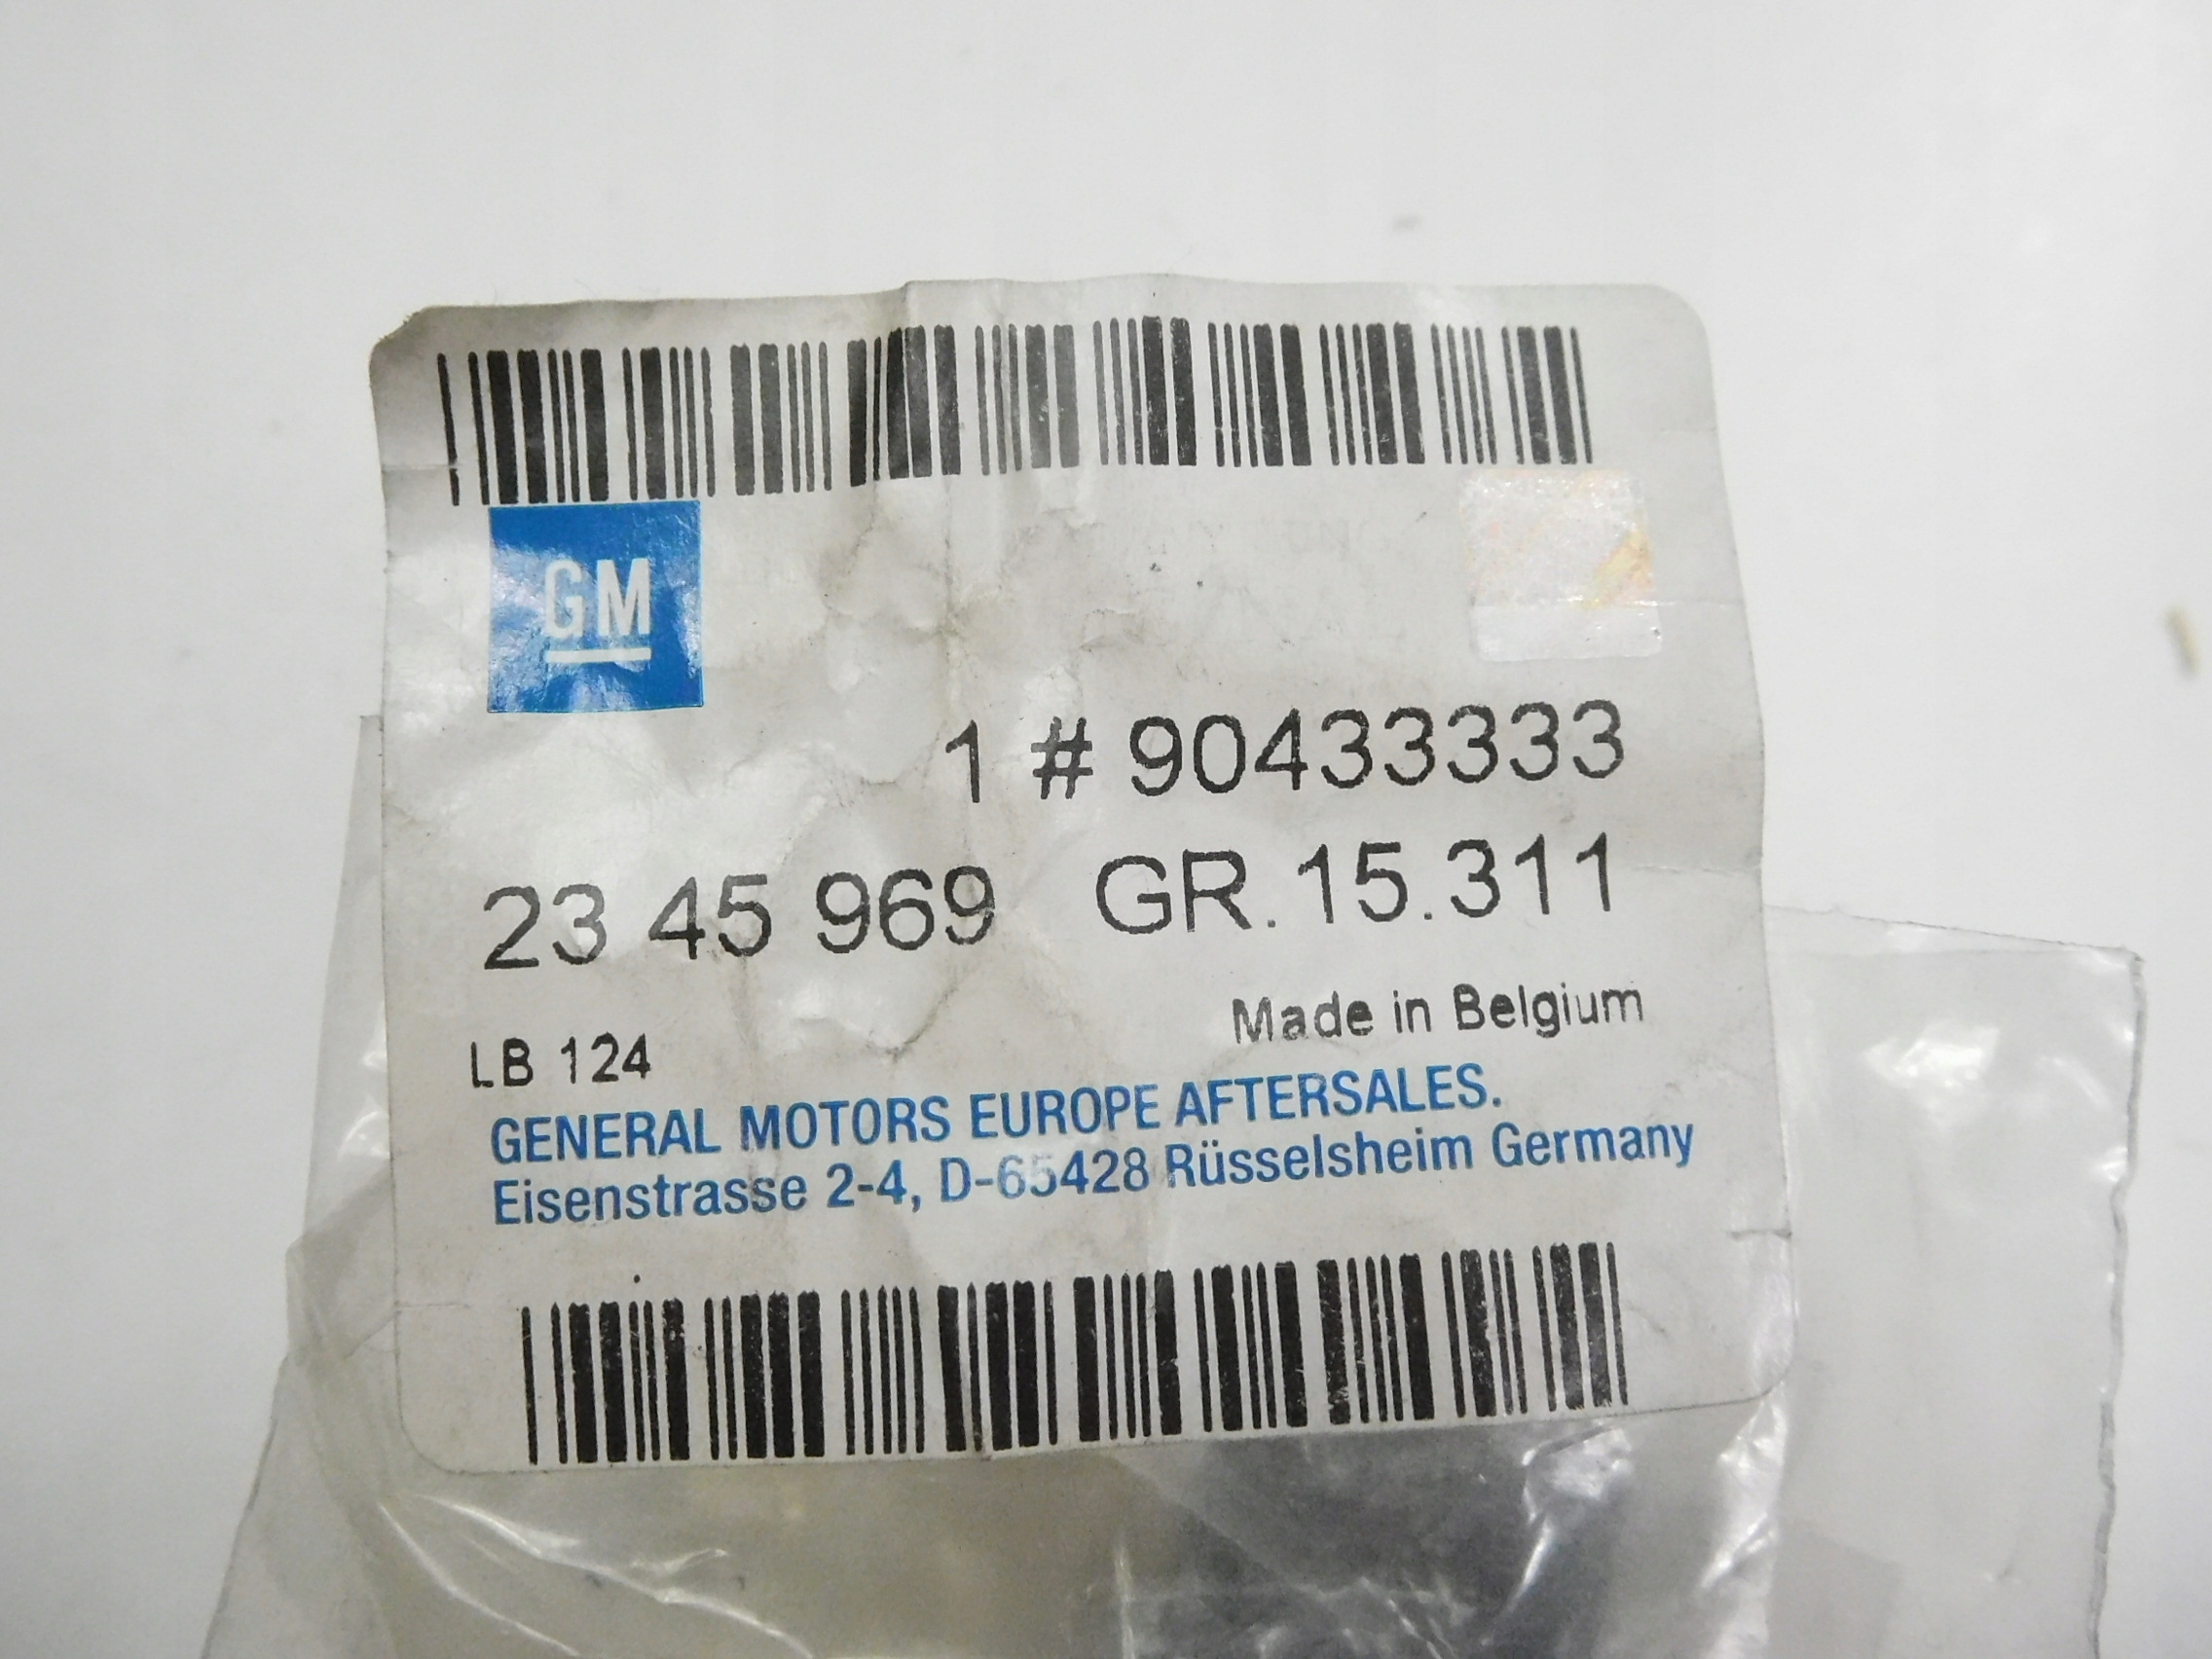 GM
1 # 90433333
23 45 969 GR. 15.311
Made in Belgium
LB 124
GENERAL MOTORS EUROPE AFTERSALES.
Eisenstrasse 2-4, D-65428 Rüsselsheim Germany